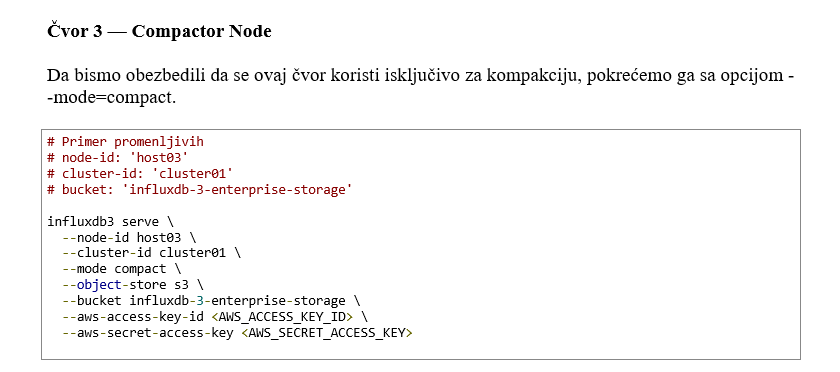 Čvor 3 — Compactor Node
Da bismo obezbedili da se ovaj čvor koristi isključivo za kompakciju, pokrećemo ga sa opcijom -
-mode=compact.
# Primer promenljivih
# node-id: 'host03'
# cluster-id: 'cluster01'
# bucket: 'influxdb-3-enterprise-storage'
influxdb3 serve \
--node-id host03 \
--cluster-id cluster01 \
--mode compact \
--object-store s3 \
--bucket influxdb-3-enterprise-storage \
--aws-access-key-id <AWS_ACCESS_KEY_ID> \
--aws-secret-access-key <AWS_SECRET_ACCESS_KEY>